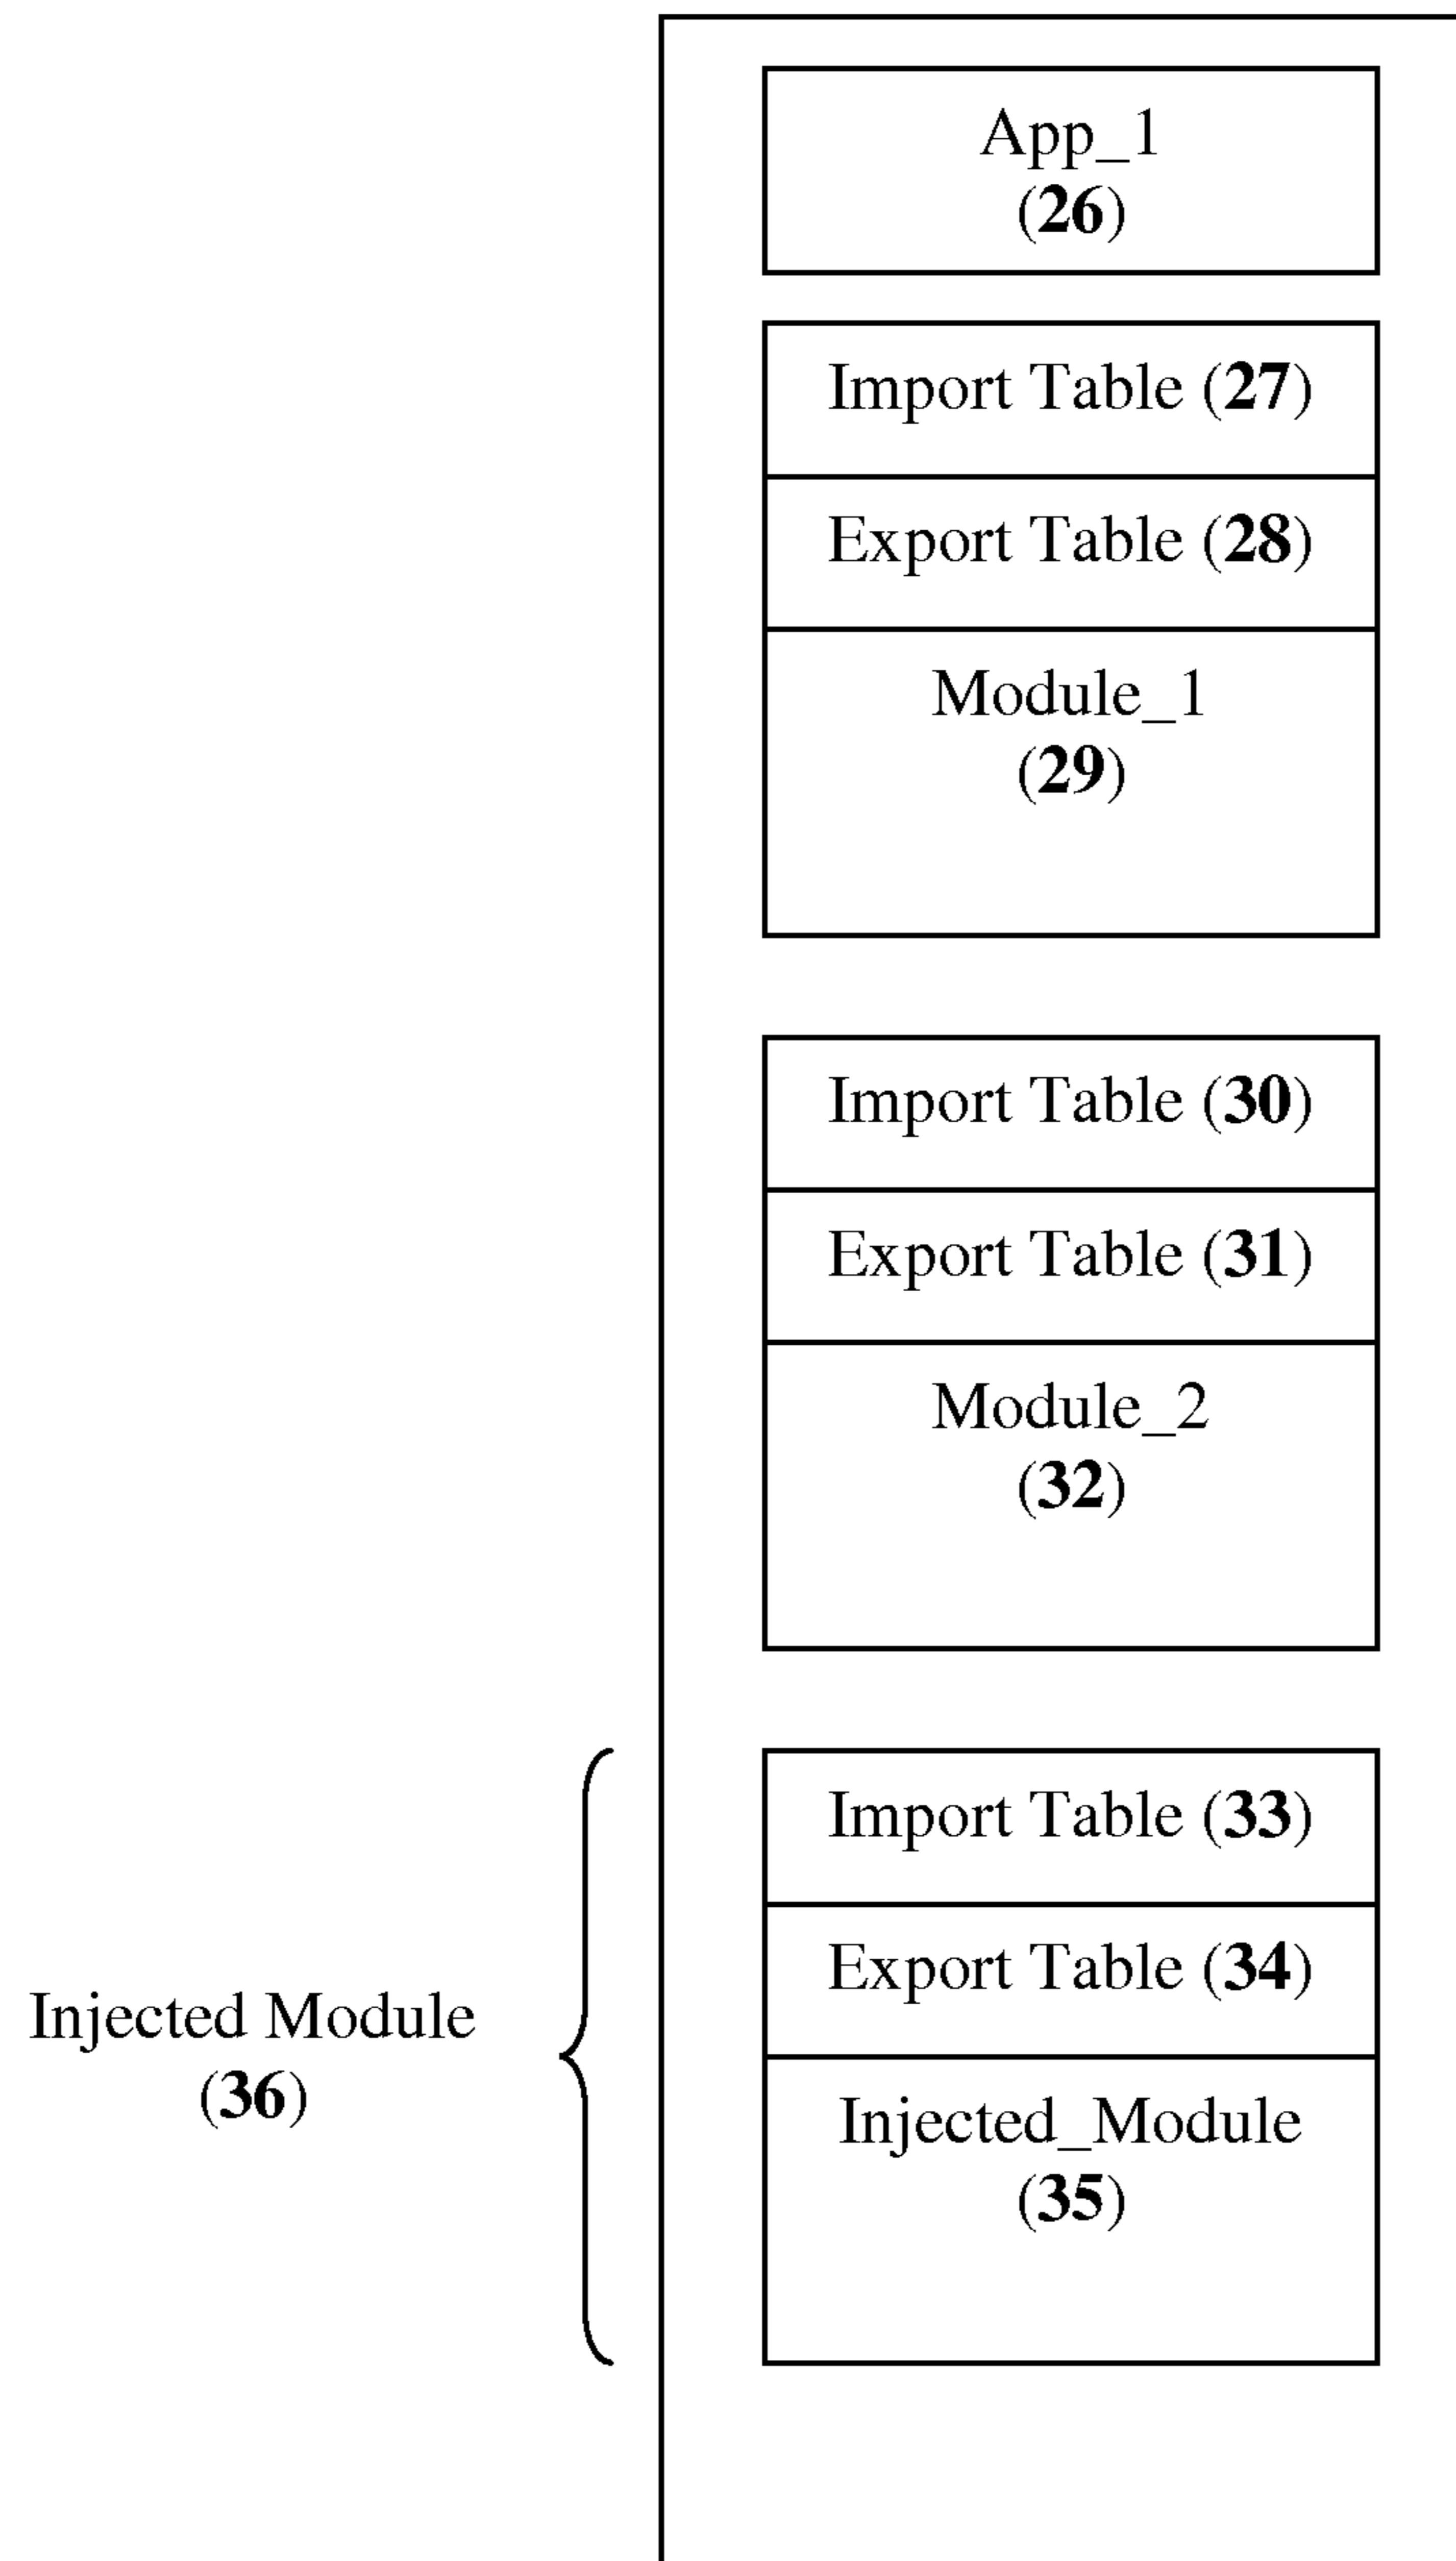 App_1
(26)
Import Table (27)
Export Table (28)
Module_1
(29)
Import Table (30)
Export Table (31)
Module_2
(32)
Import Table (33)
Export Table (34)
Injected_Module
(35)
Injected Module
(36)